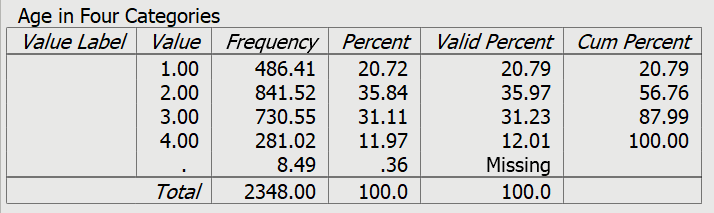 Age in Four Categories
Value Label Value Frequency Percent Valid Percent Cum Percent
1.00 486.41 20.72 20.79 20.79
2.00 841.52 35.84 35.97 56.76
3.00 730.55 31.11 31.23 87.99
4.00 281.02 11.97 12.01 100.00
. 8.49 .36 Missing
Total 2348.00 100.0 100.0